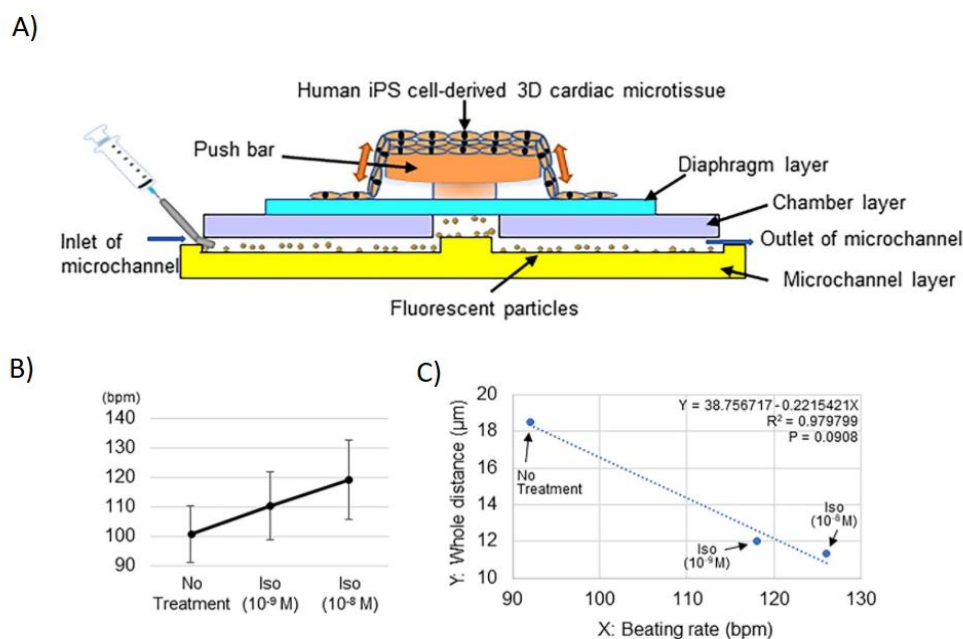 A)
Human iPS cell-derived 3D cardiac microtissue
Push bar
Diaphragm layer
Chamber layer
Inlet of
microchannel
Outlet of microchannel
Microchannel layer
Fluorescent particles
B)
(bpm)
140
130
120
110
100
90
No
Treatment
Iso
(10⁻⁹ M)
Iso
(10⁻⁸ M)
C)
Y: Whole distance (μm)
20
18
16
14
12
10
Y = 38.756717 - 0.2215421X
R² = 0.979799
P = 0.0908
No
Treatment
Iso
(10⁻⁹M)
Iso
(10⁻⁸M)
90
100
110
120
130
X: Beating rate (bpm)